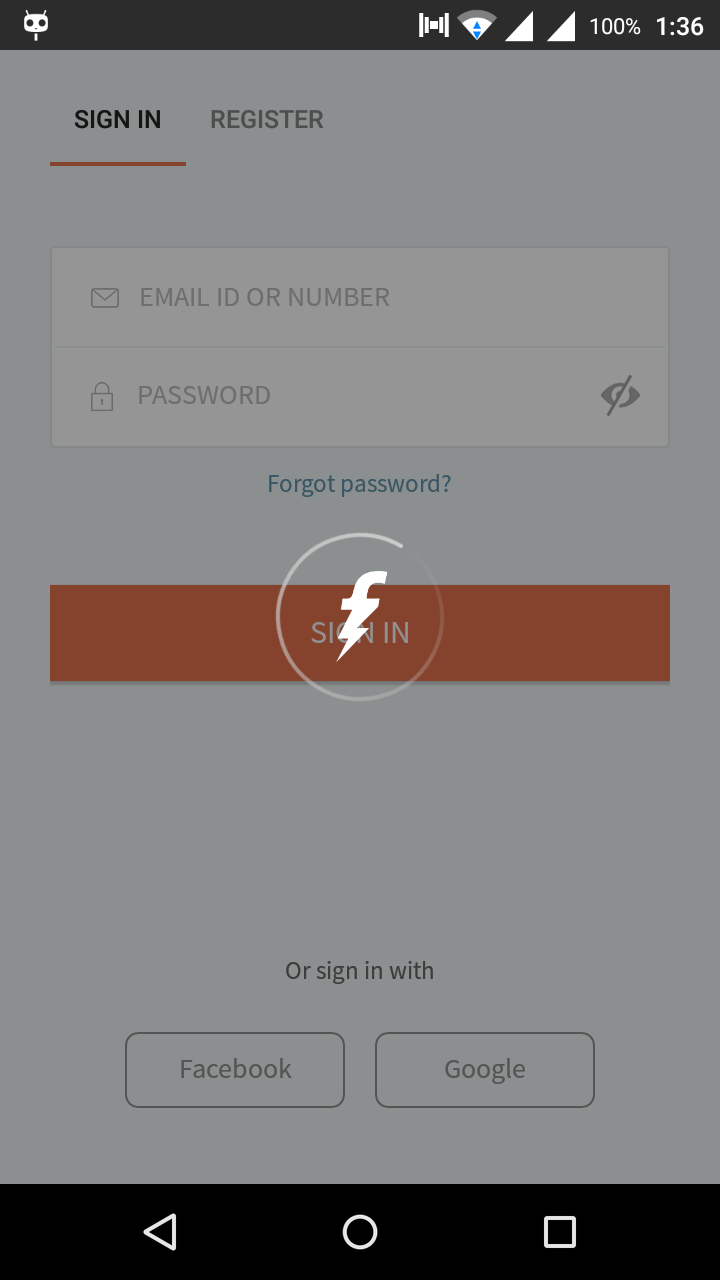 100% 1:36
SIGN IN REGISTER
EMAIL ID OR NUMBER
PASSWORD
Forgot password?
SIGN IN
Or sign in with
Facebook Google